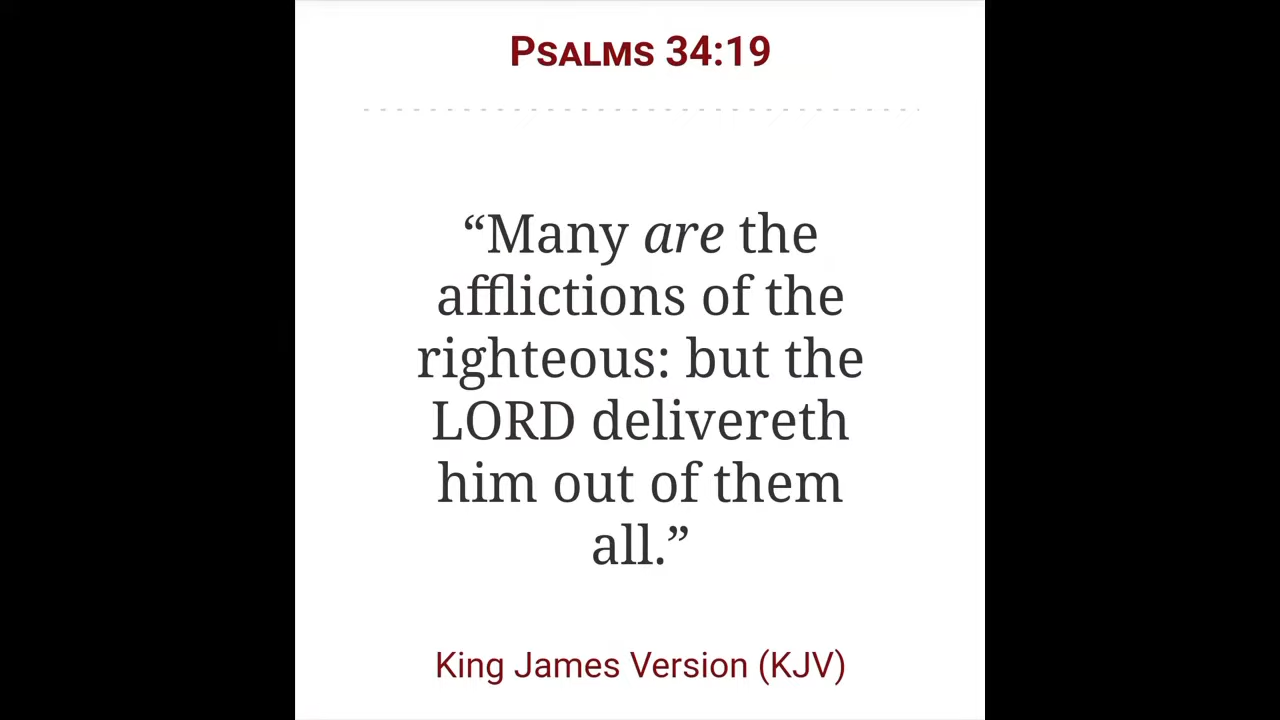 PSALMS 34:19
“Many are the
afflictions of the
righteous: but the
LORD delivereth
him out of them
all.”
King James Version (KJV)